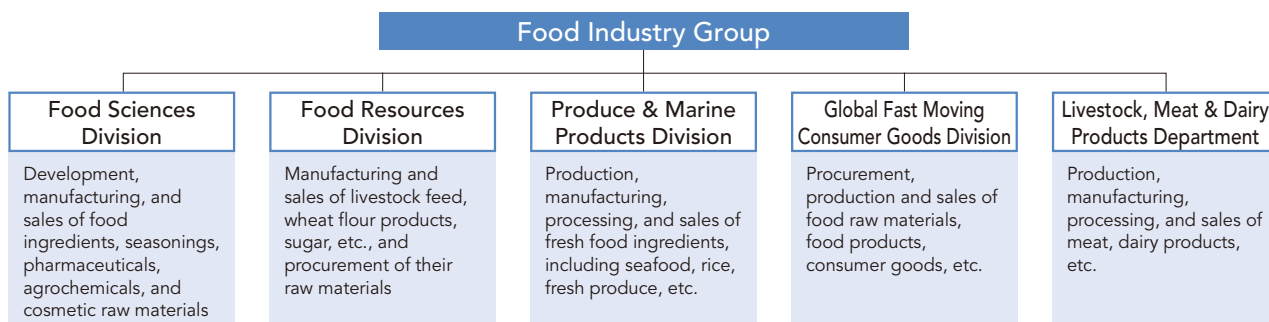 Food Industry Group
Food Sciences
Division
Development,
manufacturing, and
sales of food
ingredients, seasonings,
pharmaceuticals,
agrochemicals, and
cosmetic raw materials
Food Resources
Division
Manufacturing and
sales of livestock feed,
wheat flour products,
sugar, etc., and
procurement of their
raw materials
Produce & Marine
Products Division
Production,
manufacturing,
processing, and sales of
fresh food ingredients,
including seafood, rice,
fresh produce, etc.
Global Fast Moving
Consumer Goods Division
Procurement,
production and sales of
food raw materials,
food products,
consumer goods, etc.
Livestock, Meat & Dairy
Products Department
Production,
manufacturing,
processing, and sales of
meat, dairy products,
etc.